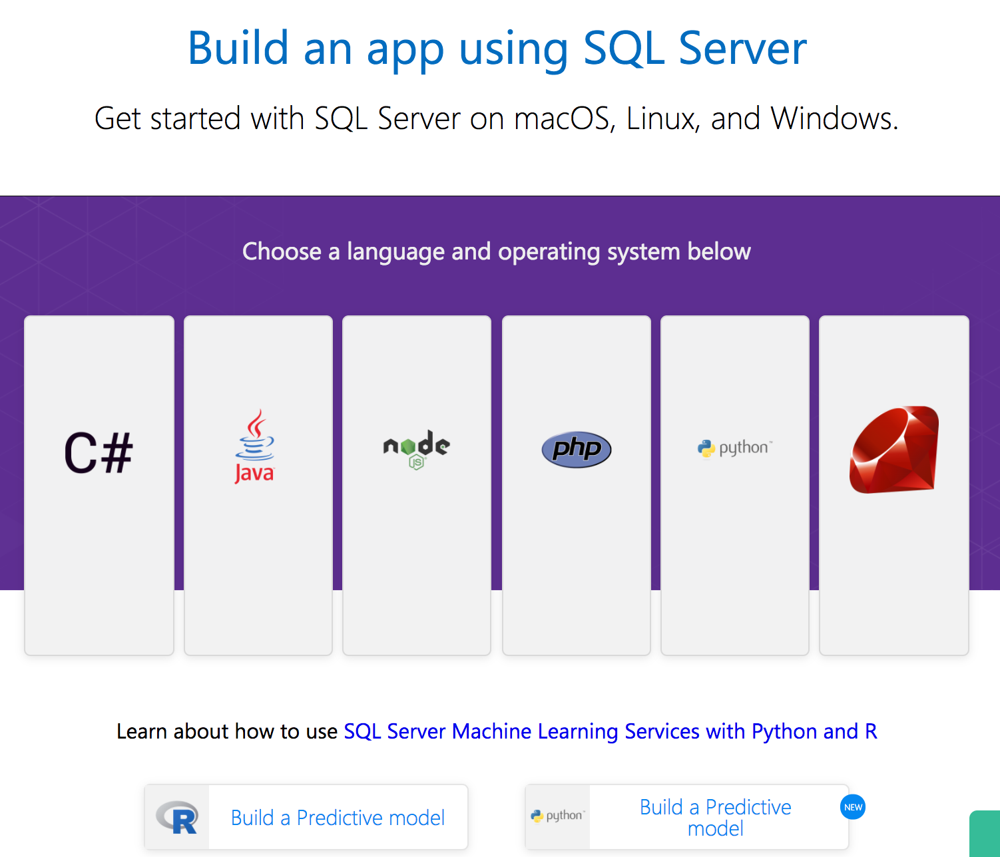 Build an app using SQL Server
Get started with SQL Server on macOS, Linux, and Windows.
Choose a language and operating system below
C#
Java
node
JS
php
python™
Learn about how to use SQL Server Machine Learning Services with Python and R
R
Build a Predictive model
python™
Build a Predictive
model
NEW